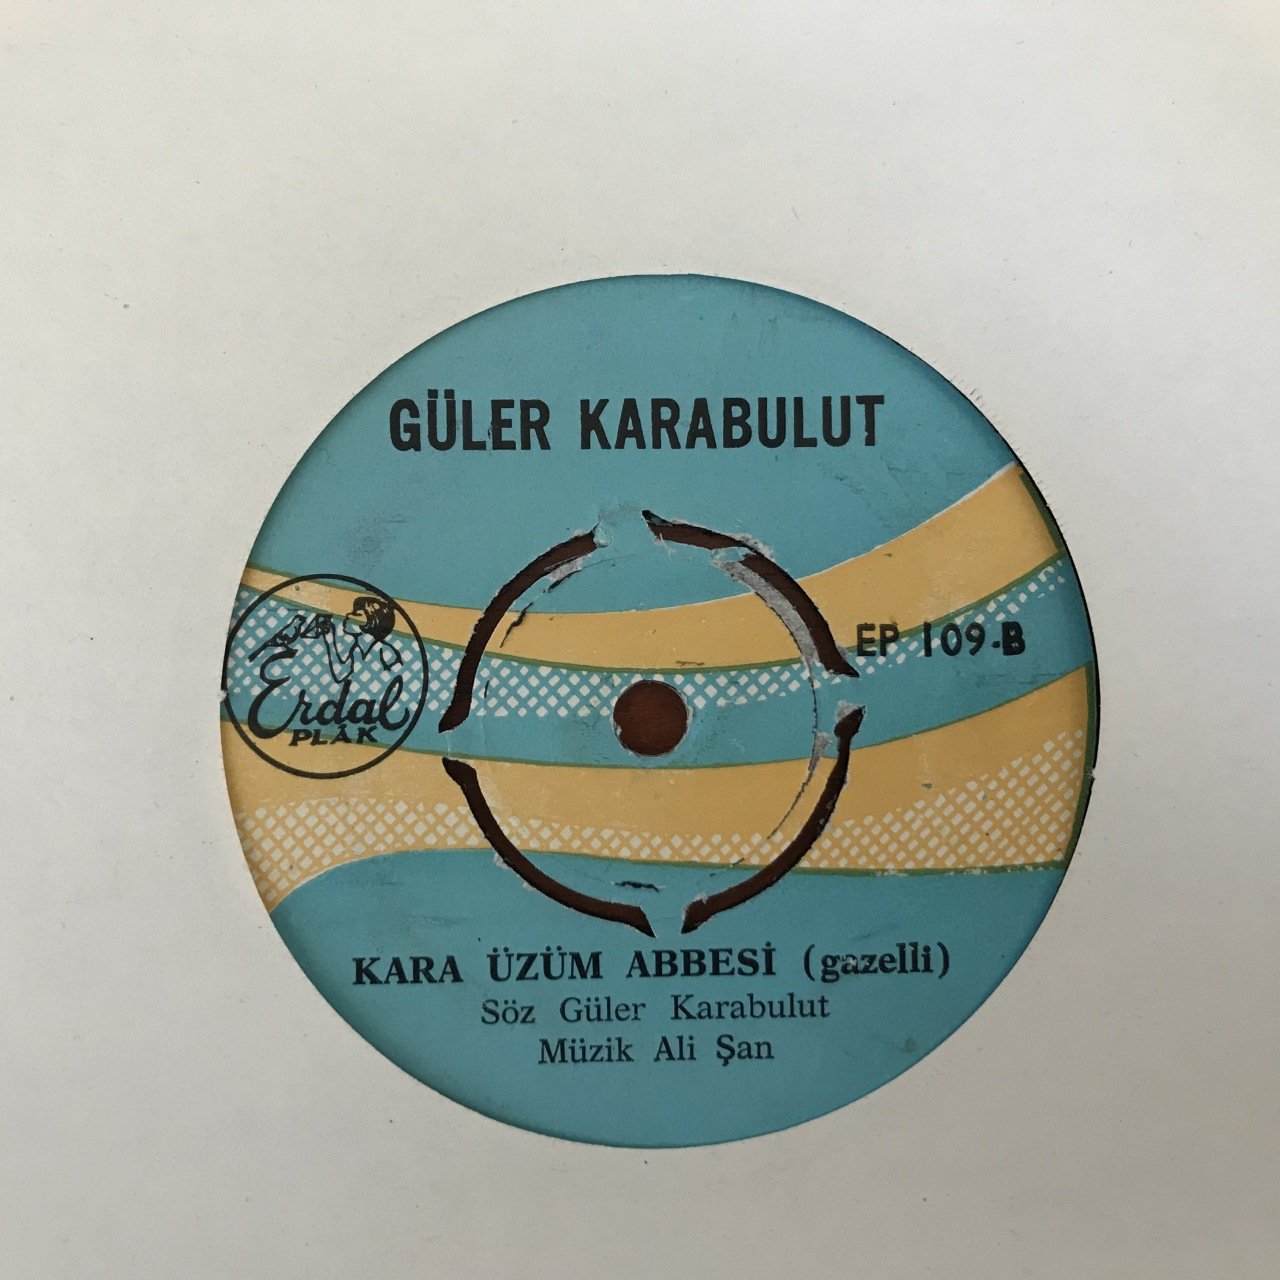 GÜLER KARABULUT
EP 109-B
Erdal
PLÂK
KARA ÜZÜM ABBESİ (gazelli)
Söz Güler Karabulut
Müzik Ali Şan